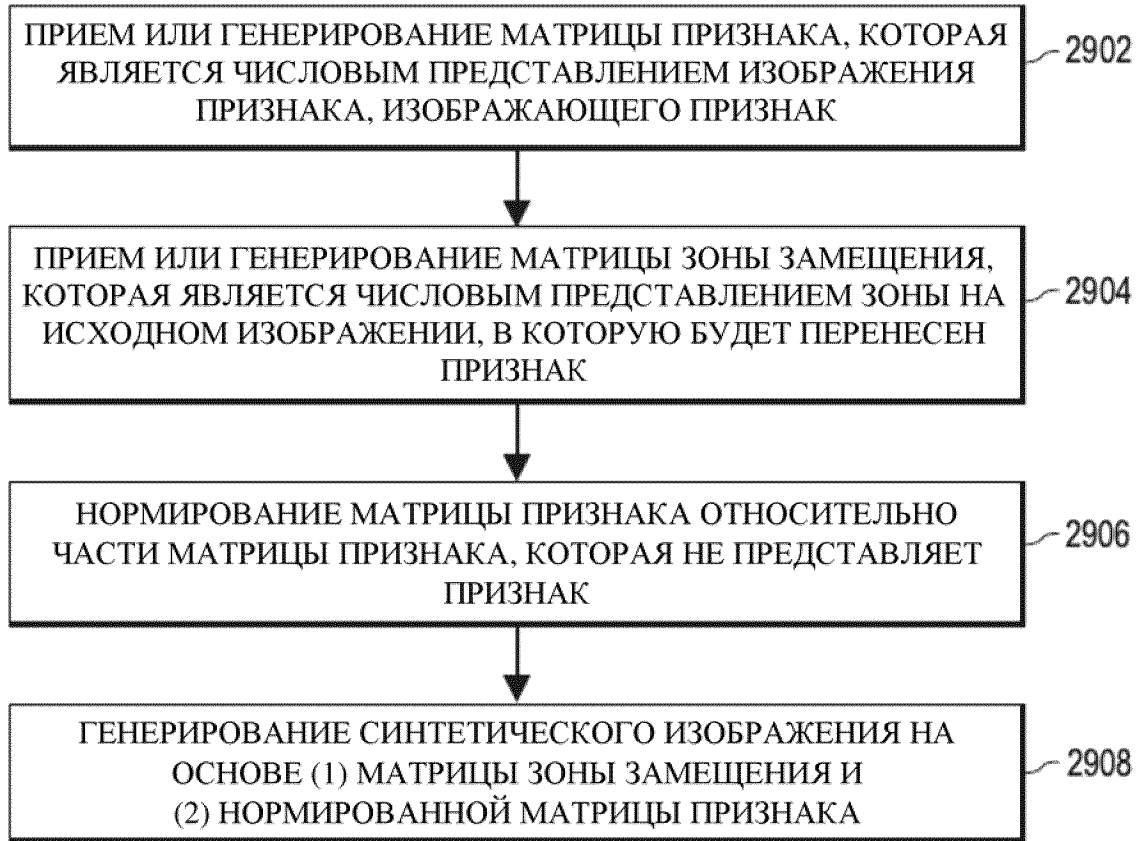 ПРИЕМ ИЛИ ГЕНЕРИРОВАНИЕ МАТРИЦЫ ПРИЗНАКА, КОТОРАЯ
ЯВЛЯЕТСЯ ЧИСЛОВЫМ ПРЕДСТАВЛЕНИЕМ ИЗОБРАЖЕНИЯ
ПРИЗНАКА, ИЗОБРАЖАЮЩЕГО ПРИЗНАК
2902
ПРИЕМ ИЛИ ГЕНЕРИРОВАНИЕ МАТРИЦЫ ЗОНЫ ЗАМЕЩЕНИЯ,
КОТОРАЯ ЯВЛЯЕТСЯ ЧИСЛОВЫМ ПРЕДСТАВЛЕНИЕМ ЗОНЫ НА
ИСХОДНОМ ИЗОБРАЖЕНИИ, В КОТОРУЮ БУДЕТ ПЕРЕНЕСЕН
ПРИЗНАК
2904
НОРМИРОВАНИЕ МАТРИЦЫ ПРИЗНАКА ОТНОСИТЕЛЬНО
ЧАСТИ МАТРИЦЫ ПРИЗНАКА, КОТОРАЯ НЕ ПРЕДСТАВЛЯЕТ
ПРИЗНАК
2906
ГЕНЕРИРОВАНИЕ СИНТЕТИЧЕСКОГО ИЗОБРАЖЕНИЯ НА
ОСНОВЕ (1) МАТРИЦЫ ЗОНЫ ЗАМЕЩЕНИЯ И
(2) НОРМИРОВАННОЙ МАТРИЦЫ ПРИЗНАКА
2908